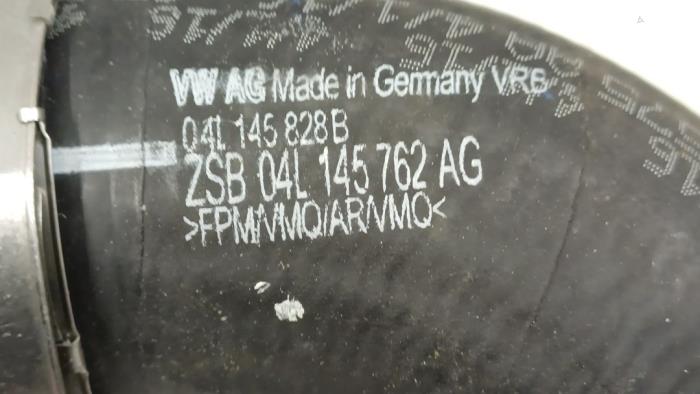 VW AG Made in Germany VRB
04L 145 828 B
ZSB 04L 145 762 AG
>FPM/VMQ/AR/VMQ<